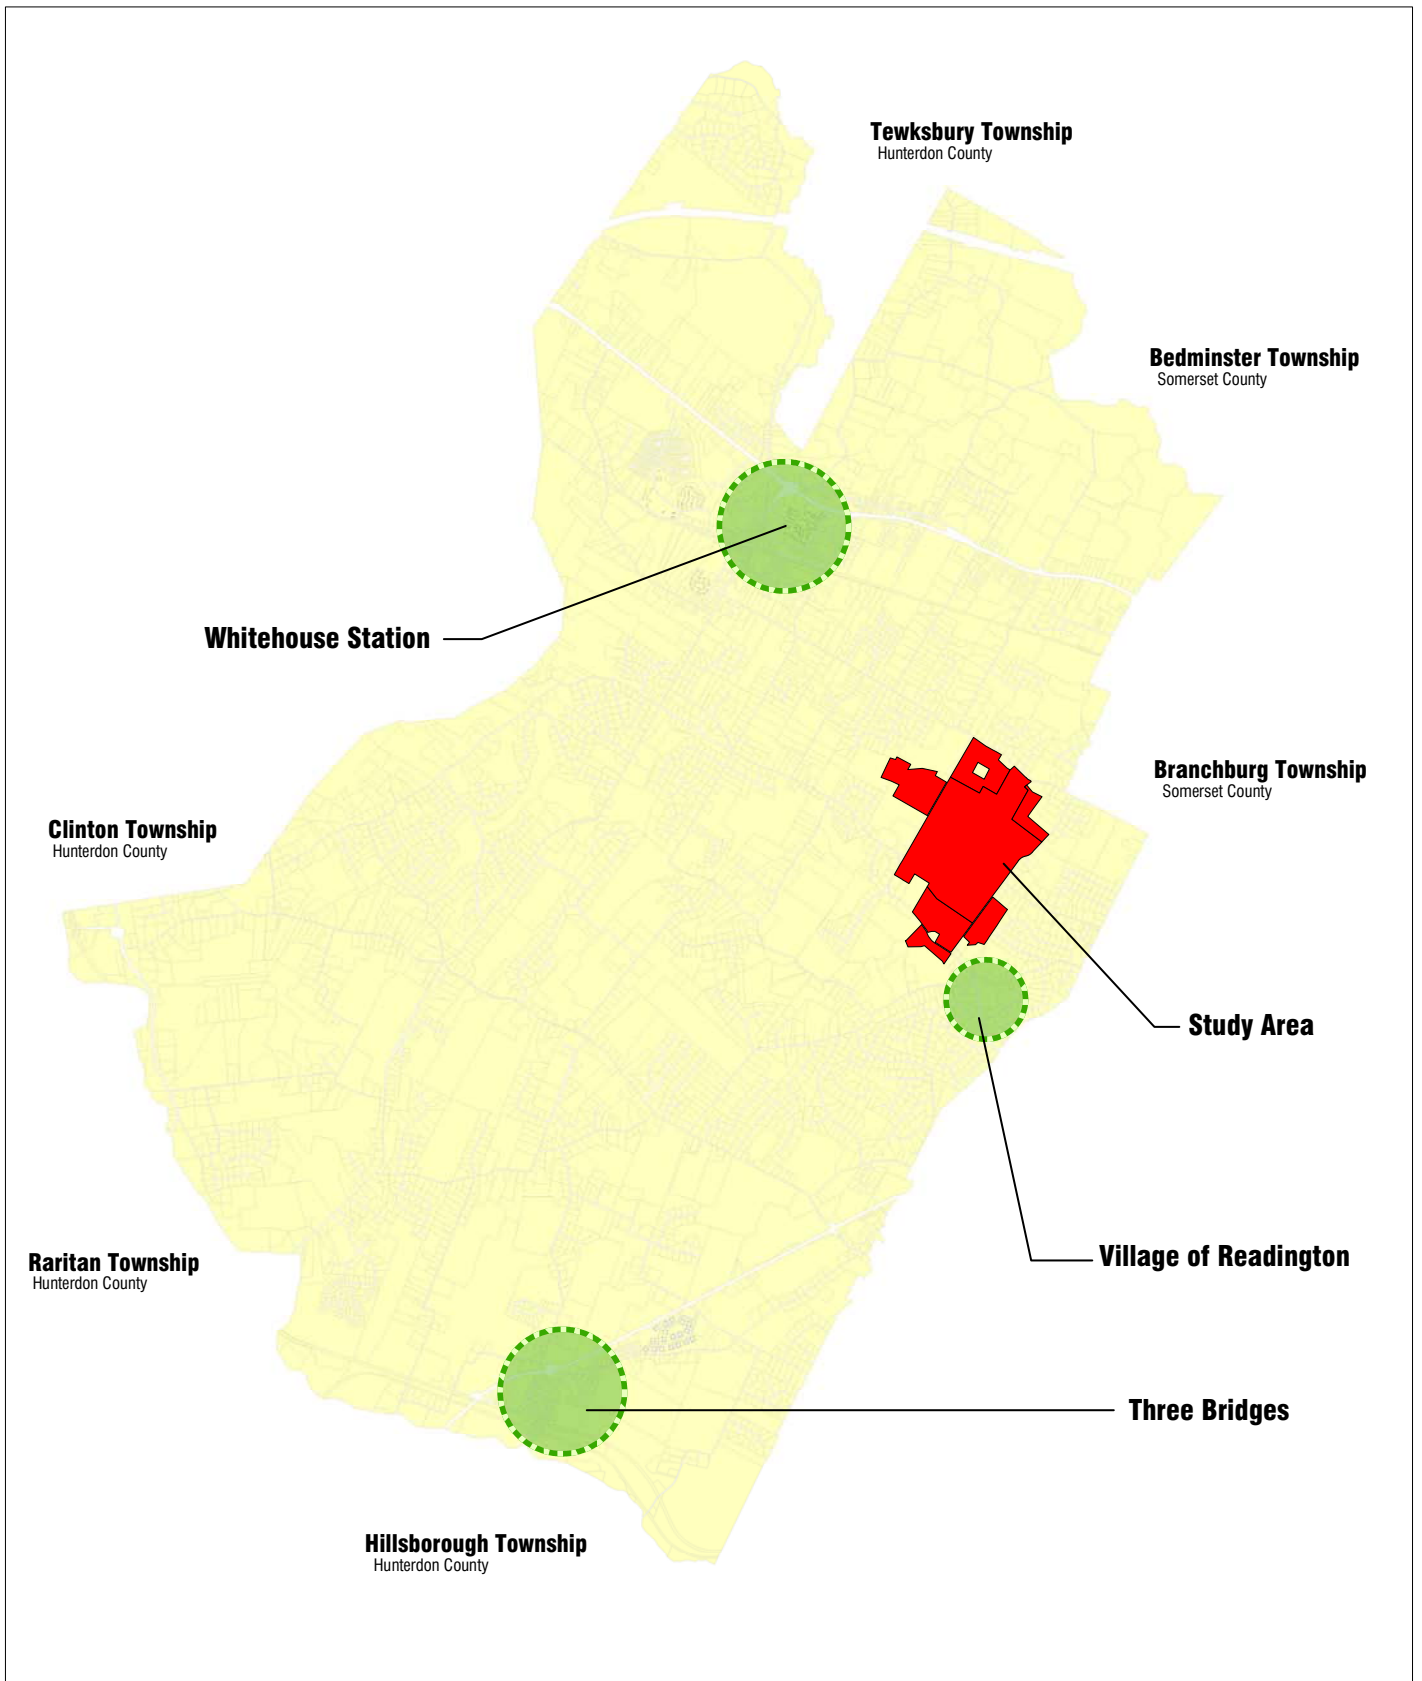 Tewksbury Township
Hunterdon County
Bedminster Township
Somerset County
Whitehouse Station
Branchburg Township
Somerset County
Clinton Township
Hunterdon County
Study Area
Village of Readington
Raritan Township
Hunterdon County
Three Bridges
Hillsborough Township
Hunterdon County